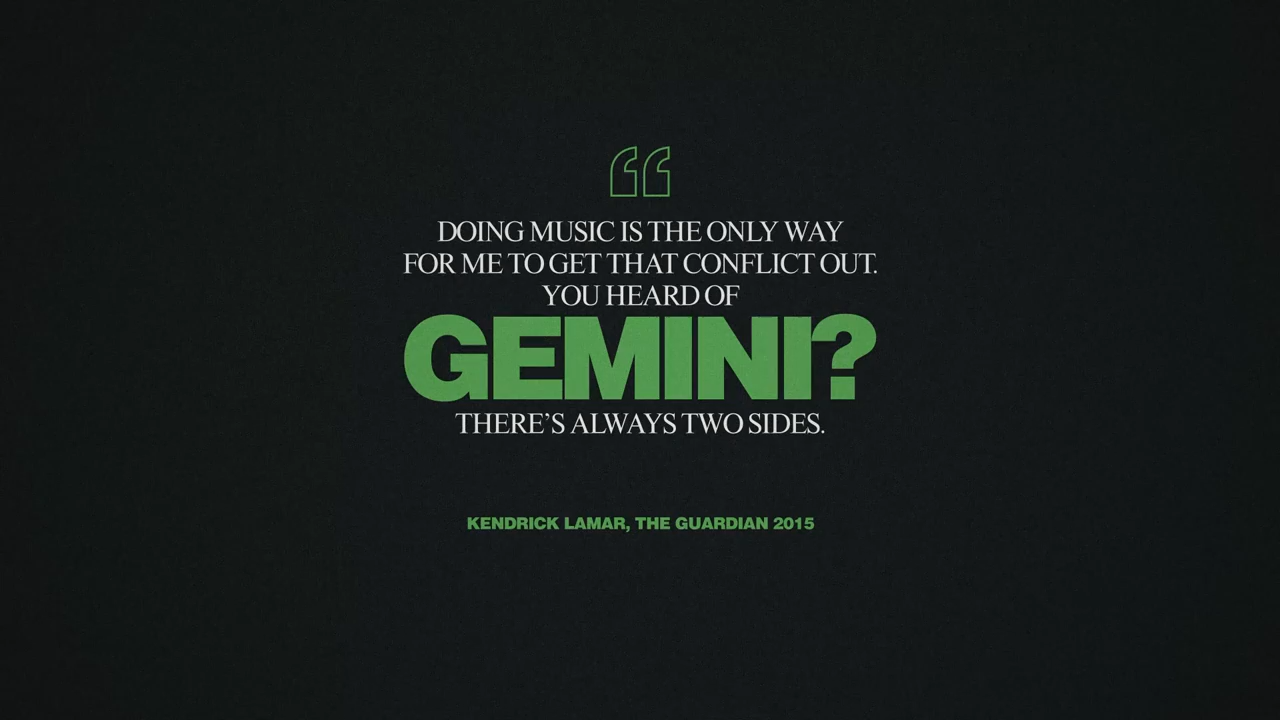 “
DOING MUSIC IS THE ONLY WAY
FOR ME TO GET THAT CONFLICT OUT.
YOU HEARD OF
GEMINI?
THERE’S ALWAYS TWO SIDES.
KENDRICK LAMAR, THE GUARDIAN 2015